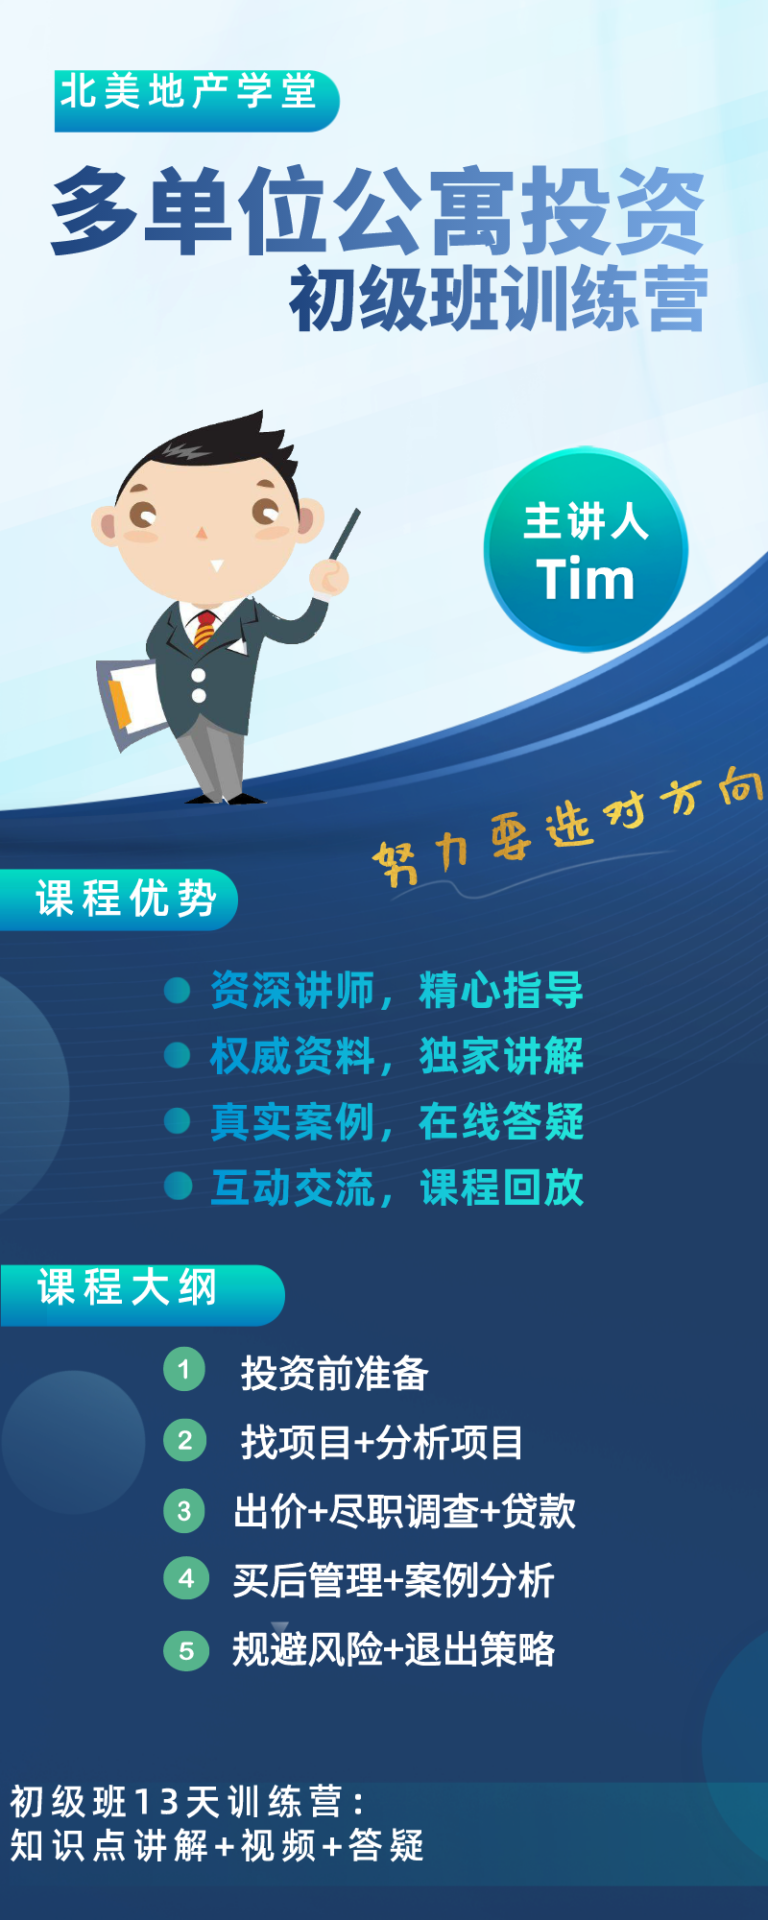 北美地产学堂
多单位公寓投资
初级班训练营
主讲人
Tim
努力要选对方向
课程优势
资深讲师，精心指导
权威资料，独家讲解
真实案例，在线答疑
互动交流，课程回放
课程大纲
1 投资前准备
2 找项目+分析项目
3 出价+尽职调查+贷款
4 买后管理+案例分析
5 规避风险+退出策略
初级班13天训练营：
知识点讲解+视频+答疑